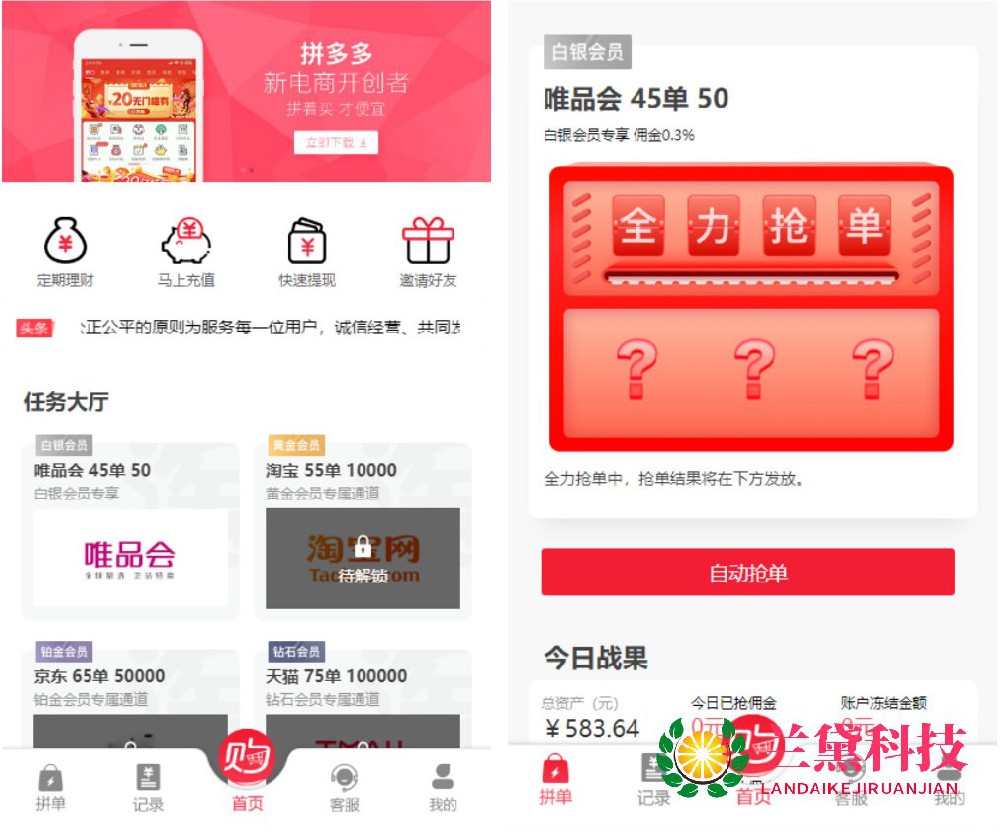 拼多多
新电商开创者
拼着买 才便宜
立即下载
20无门槛券
定期理财
马上充值
快速提现
邀请好友
头条
正公平的原则为服务每一位用户，诚信经营、共同发
任务大厅
白银会员
唯品会 45单 50
白银会员专享
唯品会
全球精选 正品特卖
黄金会员
淘宝 55单 10000
黄金会员专属通道
淘宝网
待解锁
铂金会员
京东 65单 50000
铂金会员专属通道
钻石会员
天猫 75单 100000
钻石会员专属通道
拼单
记录
购
首页
客服
我的
白银会员
唯品会 45单 50
白银会员专享 佣金0.3%
全力抢单
? ? ?
全力抢单中，抢单结果将在下方发放。
自动抢单
今日战果
总资产（元）
¥583.64
今日已抢佣金
0元
账户冻结金额
0元
兰黛科技
LANDAIKEJIRUANJIAN
拼单
记录
购
首页
客服
我的